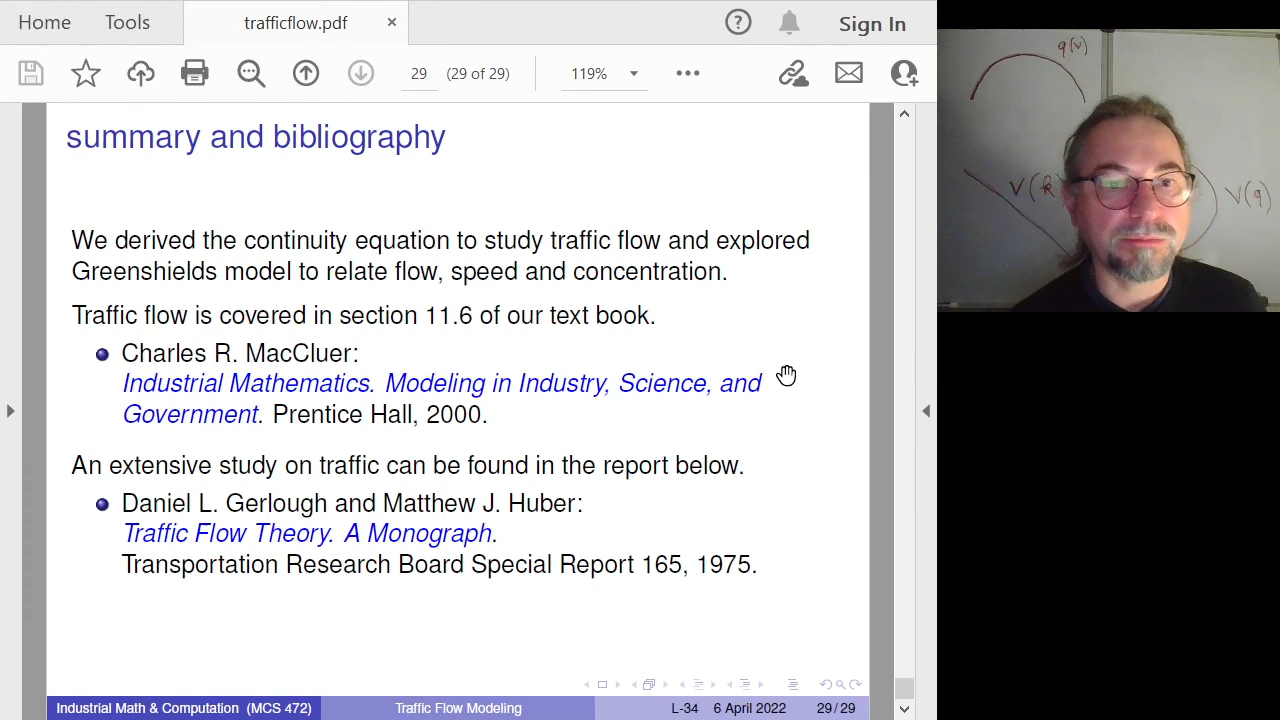 Home
Tools
trafficflow.pdf
×
Sign In
29 (29 of 29)
119%
summary and bibliography
We derived the continuity equation to study traffic flow and explored
Greenshields model to relate flow, speed and concentration.
Traffic flow is covered in section 11.6 of our text book.
Charles R. MacCluer:
Industrial Mathematics. Modeling in Industry, Science, and
Government. Prentice Hall, 2000.
An extensive study on traffic can be found in the report below.
Daniel L. Gerlough and Matthew J. Huber:
Traffic Flow Theory. A Monograph.
Transportation Research Board Special Report 165, 1975.
Industrial Math & Computation (MCS 472)
Traffic Flow Modeling
L-34 6 April 2022
29 / 29
q(v)
V(k
V(q)